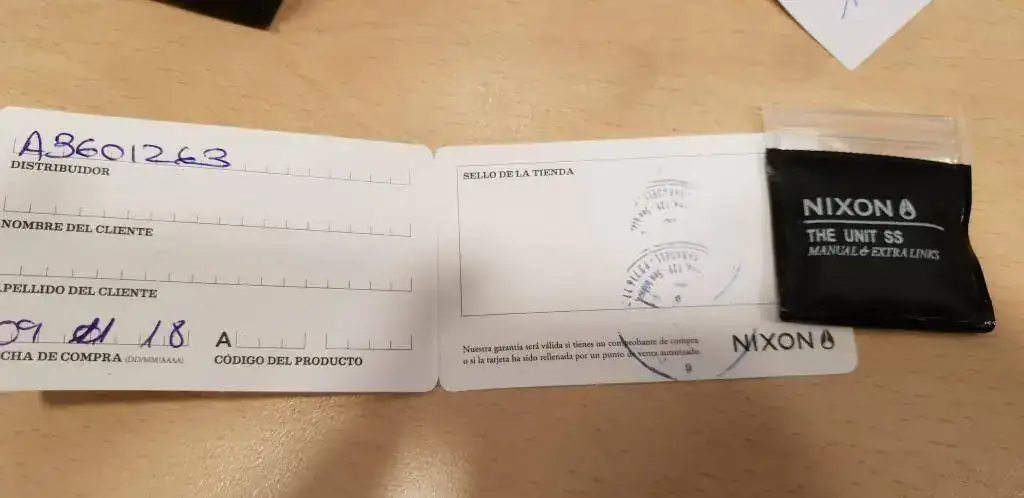 A3601263
DISTRIBUIDOR
NOMBRE DEL CLIENTE
PELLIDO DEL CLIENTE
09 18
CHA DE COMPRA (DD/MM/AAAA)
A
CÓDIGO DEL PRODUCTO
SELLO DE LA TIENDA
Nuestra garantía será válida si tienes un comprobante de compra
o si la tarjeta ha sido rellenada por un punto de venta autorizado
NIXON
NIXON
THE UNIT SS
MANUAL & EXTRA LINKS